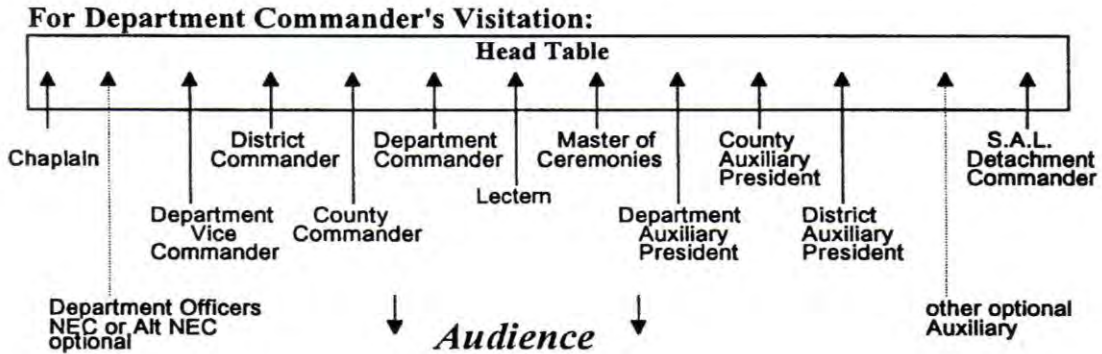 For Department Commander's Visitation:
Head Table
Chaplain
District
Commander
Department
Commander
Master of
Ceremonies
County
Auxiliary
President
S.A.L.
Detachment
Commander
Lectern
Department
Vice
Commander
County
Commander
Department
Auxiliary
President
District
Auxiliary
President
Department Officers
NEC or Alt NEC
optional
Audience
other optional
Auxiliary